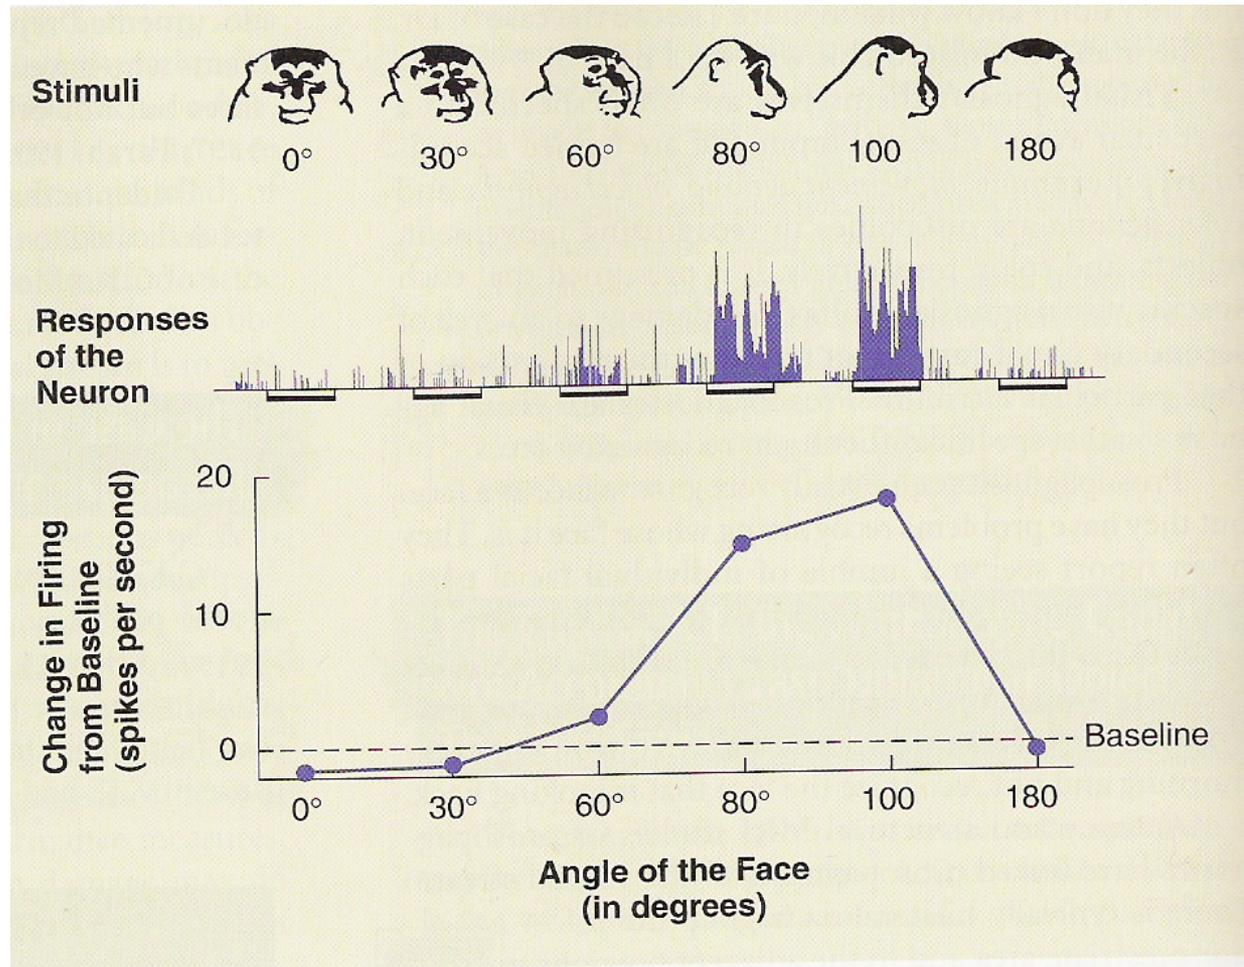 Stimuli
0° 30° 60° 80° 100 180
Responses
of the
Neuron
Change in Firing
from Baseline
(spikes per second)
20
10
0
Baseline
0° 30° 60° 80° 100 180
Angle of the Face
(in degrees)